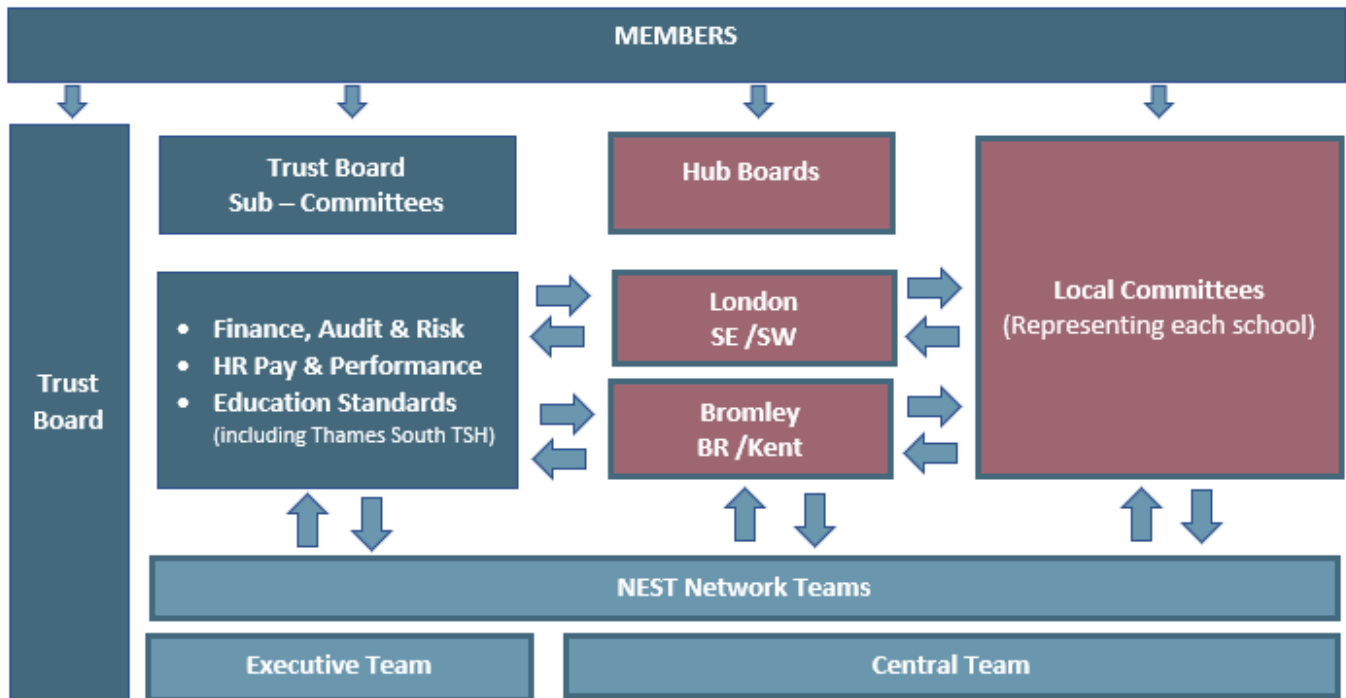 MEMBERS
Trust
Board
Trust Board
Sub – Committees
Hub Boards
• Finance, Audit & Risk
• HR Pay & Performance
• Education Standards
(including Thames South TSH)
London
SE /SW
Bromley
BR /Kent
Local Committees
(Representing each school)
NEST Network Teams
Executive Team
Central Team